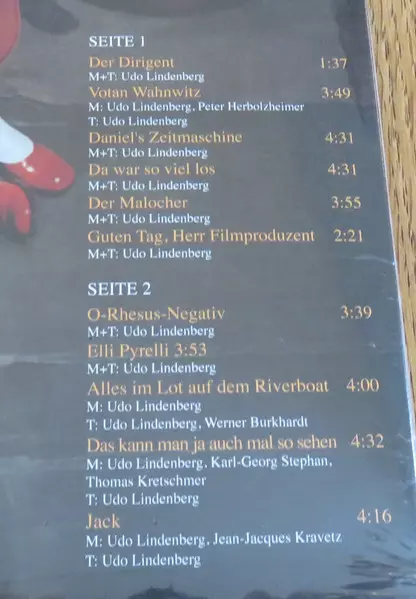 SEITE 1
Der Dirigent 1:37
M+T: Udo Lindenberg
Votan Wahnwitz 3:49
M: Udo Lindenberg, Peter Herbolzheimer
T: Udo Lindenberg
Daniel's Zeitmaschine 4:31
M+T: Udo Lindenberg
Da war so viel los 4:31
M+T: Udo Lindenberg
Der Malocher 3:55
M+T: Udo Lindenberg
Guten Tag, Herr Filmproduzent 2:21
M+T: Udo Lindenberg
SEITE 2
O-Rhesus-Negativ 3:39
M+T: Udo Lindenberg
Elli Pyrelli 3:53
M+T: Udo Lindenberg
Alles im Lot auf dem Riverboat 4:00
M: Udo Lindenberg
T: Udo Lindenberg, Werner Burkhardt
Das kann man ja auch mal so sehen 4:32
M: Udo Lindenberg, Karl-Georg Stephan,
Thomas Kretschmer
T: Udo Lindenberg
Jack 4:16
M: Udo Lindenberg, Jean-Jacques Kravetz
T: Udo Lindenberg